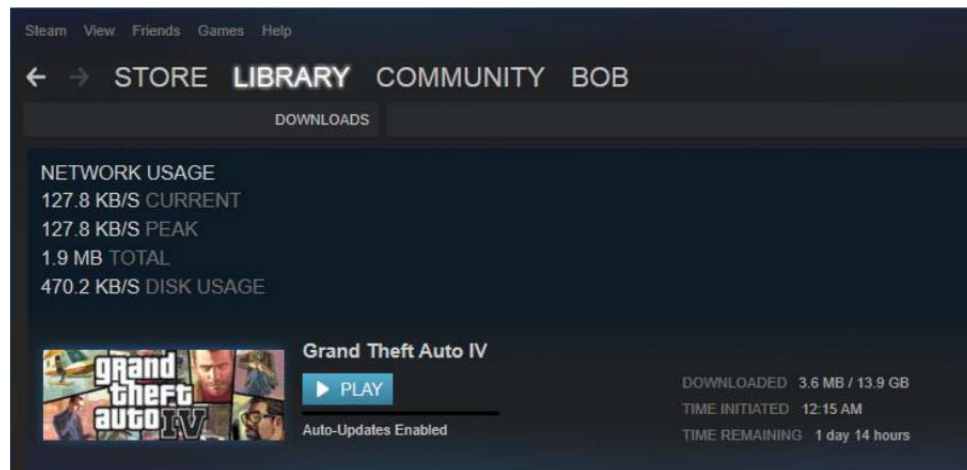 Steam View Friends Games Help
← → STORE LIBRARY COMMUNITY BOB
DOWNLOADS
NETWORK USAGE
127.8 KB/S CURRENT
127.8 KB/S PEAK
1.9 MB TOTAL
470.2 KB/S DISK USAGE
grand
theft
auto IV
Grand Theft Auto IV
PLAY
Auto-Updates Enabled
DOWNLOADED 3.6 MB / 13.9 GB
TIME INITIATED 12:15 AM
TIME REMAINING 1 day 14 hours